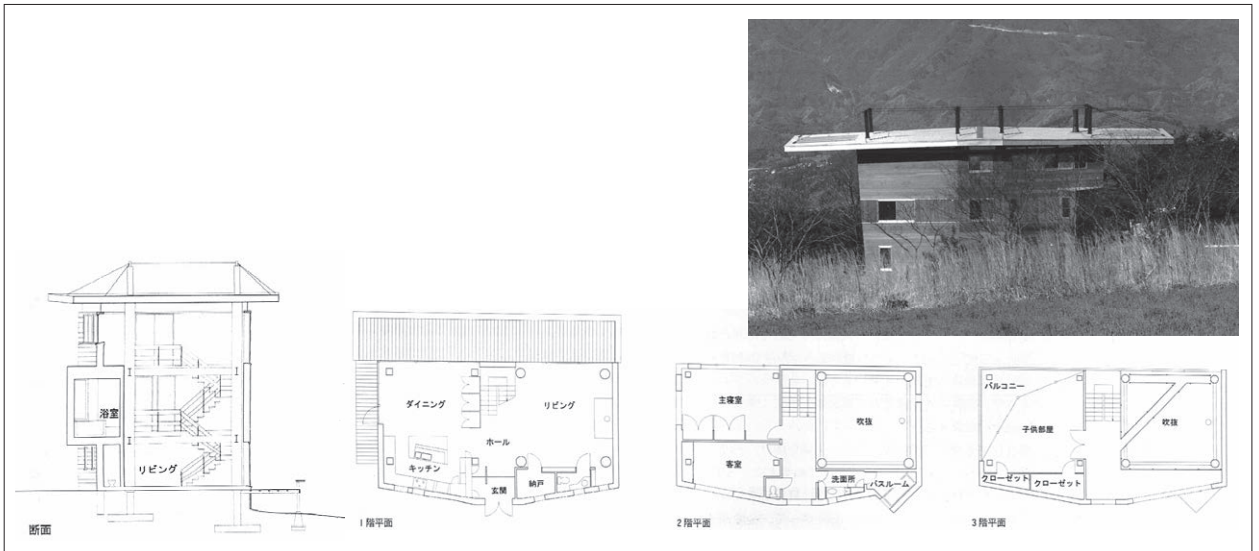 浴室
リビング
断面
ダイニング
リビング
ホール
キッチン
玄関
納戸
1階平面
主寝室
吹抜
客室
洗面所
バスルーム
2階平面
バルコニー
子供部屋
吹抜
クローゼット
クローゼット
3階平面